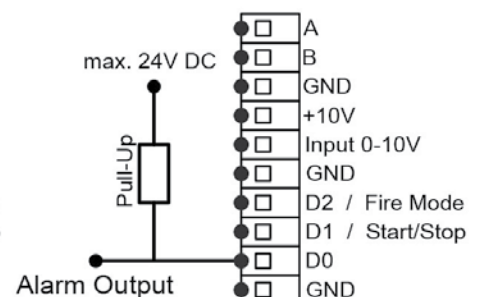 A
max. 24V DC
B
GND
+10V
Pull-Up
Input 0-10V
GND
D2 / Fire Mode
D1 / Start/Stop
D0
Alarm Output
GND